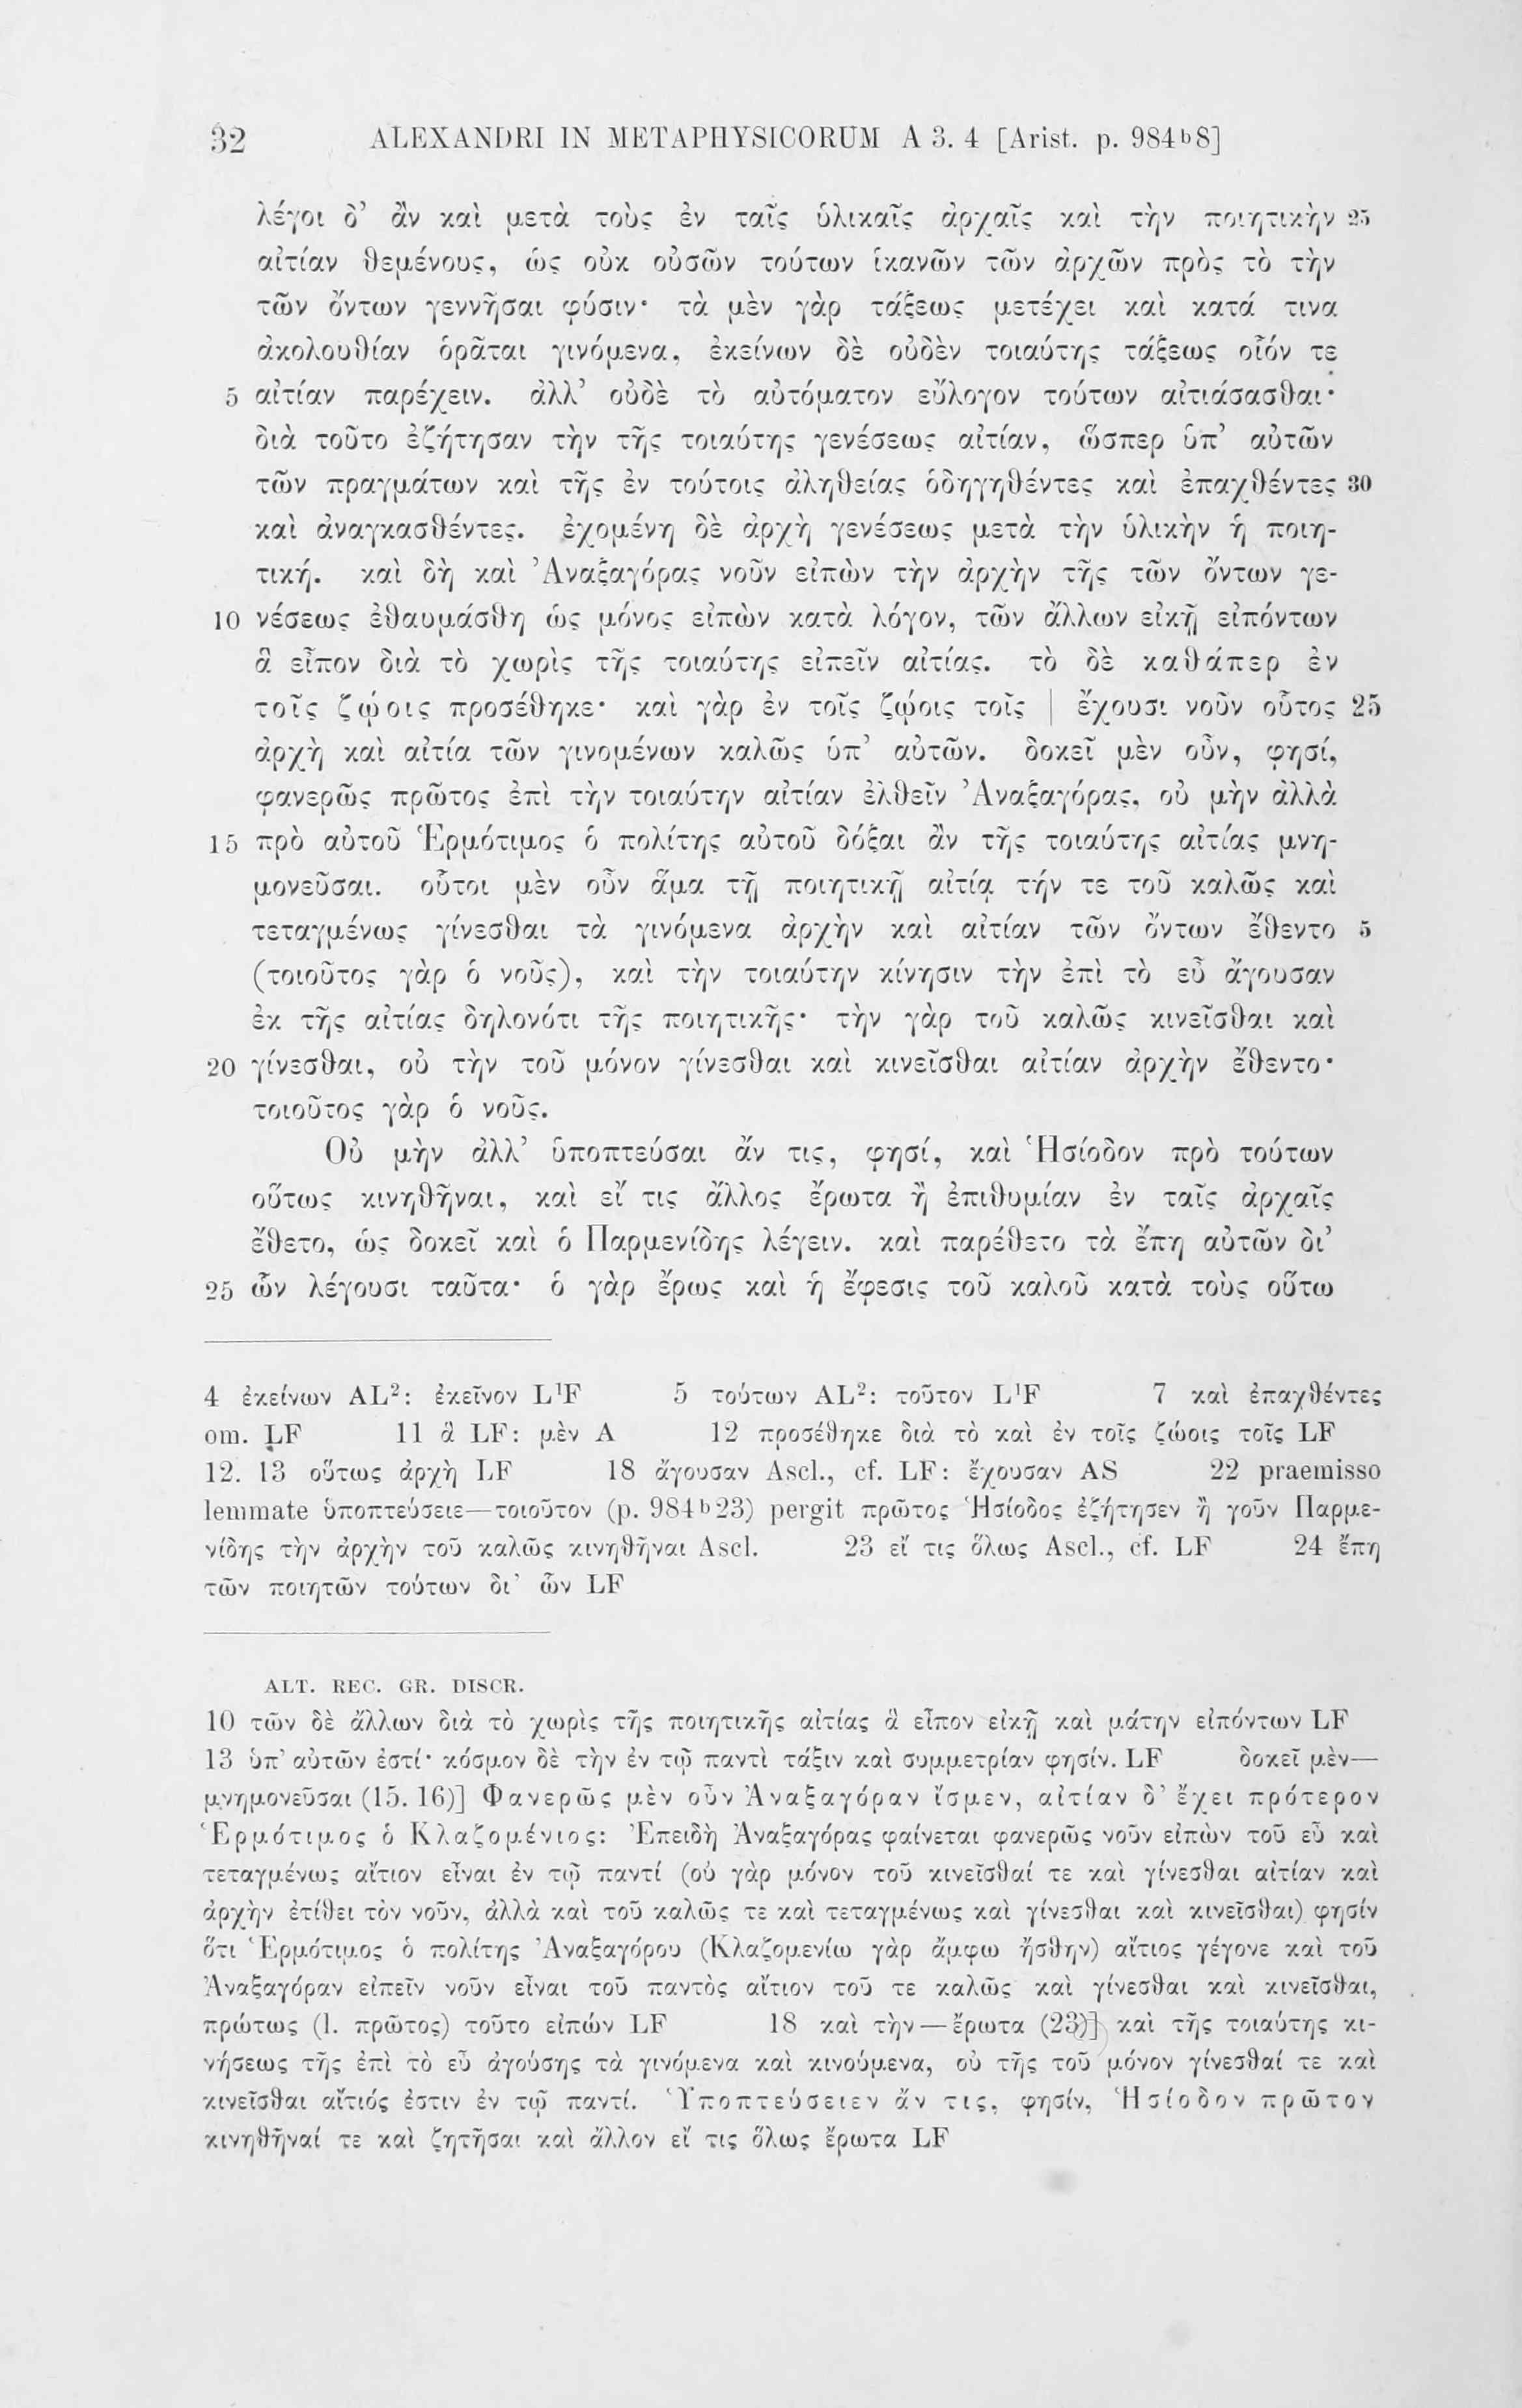 32 ALEXANDRI IN METAPHYSICORUM A 3. 4 [Arist. p. 984ᵇ8]
λέγοι δ’ ἂν καὶ μετὰ τοὺς ἐν ταῖς ὑλικαῖς ἀρχαῖς καὶ τὴν ποιητικὴν 25
αἰτίαν θεμένους, ὡς οὐκ οὐσῶν τούτων ἱκανῶν τῶν ἀρχῶν πρὸς τὸ τὴν
τῶν ὄντων γεννῆσαι φύσιν· τὰ μὲν γὰρ τάξεως μετέχει καὶ κατά τινα
ἀκολουθίαν ὁρᾶται γινόμενα, ἐκείνων δὲ οὐδὲν τοιαύτης τάξεως οἷόν τε
5 αἰτίαν παρέχειν. ἀλλ’ οὐδὲ τὸ αὐτόματον εὔλογον τούτων αἰτιάσασθαι·
διὰ τοῦτο ἐζήτησαν τὴν τῆς τοιαύτης γενέσεως αἰτίαν, ὥσπερ ὑπ’ αὐτῶν
τῶν πραγμάτων καὶ τῆς ἐν τούτοις ἀληθείας ὁδηγηθέντες καὶ ἐπαχθέντες 30
καὶ ἀναγκασθέντες. ἐχομένη δὲ ἀρχὴ γενέσεως μετὰ τὴν ὑλικὴν ἡ ποιη-
τική. καὶ δὴ καὶ Ἀναξαγόρας νοῦν εἰπὼν τὴν ἀρχὴν τῆς τῶν ὄντων γε-
10 νέσεως ἐθαυμάσθη ὡς μόνος εἰπὼν κατὰ λόγον, τῶν ἄλλων εἰκῇ εἰπόντων
ἃ εἶπον διὰ τὸ χωρὶς τῆς τοιαύτης εἰπεῖν αἰτίας. τὸ δὲ καθάπερ ἐν
τοῖς ζῴοις προσέθηκε· καὶ γὰρ ἐν τοῖς ζῴοις τοῖς | ἔχουσι νοῦν οὗτος 25
ἀρχὴ καὶ αἰτία τῶν γινομένων καλῶς ὑπ’ αὐτῶν. δοκεῖ μὲν οὖν, φησί,
φανερῶς πρῶτος ἐπὶ τὴν τοιαύτην αἰτίαν ἐλθεῖν Ἀναξαγόρας, οὐ μὴν ἀλλὰ
15 πρὸ αὐτοῦ Ἑρμότιμος ὁ πολίτης αὐτοῦ δόξαι ἂν τῆς τοιαύτης αἰτίας μνη-
μονεῦσαι. οὗτοι μὲν οὖν ἅμα τῇ ποιητικῇ αἰτίᾳ τήν τε τοῦ καλῶς καὶ
τεταγμένως γίνεσθαι τὰ γινόμενα ἀρχὴν καὶ αἰτίαν τῶν ὄντων ἔθεντο 5
(τοιοῦτος γὰρ ὁ νοῦς), καὶ τὴν τοιαύτην κίνησιν τὴν ἐπὶ τὸ εὖ ἄγουσαν
ἐκ τῆς αἰτίας δηλονότι τῆς ποιητικῆς· τὴν γὰρ τοῦ καλῶς κινεῖσθαι καὶ
20 γίνεσθαι, οὐ τὴν τοῦ μόνον γίνεσθαι καὶ κινεῖσθαι αἰτίαν ἀρχὴν ἔθεντο·
τοιοῦτος γὰρ ὁ νοῦς.
Οὐ μὴν ἀλλ’ ὑποπτεύσαι ἄν τις, φησί, καὶ Ἡσίοδον πρὸ τούτων
οὕτως κινηθῆναι, καὶ εἴ τις ἄλλος ἔρωτα ἢ ἐπιθυμίαν ἐν ταῖς ἀρχαῖς
ἔθετο, ὡς δοκεῖ καὶ ὁ Παρμενίδης λέγειν. καὶ παρέθετο τὰ ἔπη αὐτῶν δι’
25 ὧν λέγουσι ταῦτα· ὁ γὰρ ἔρως καὶ ἡ ἔφεσις τοῦ καλοῦ κατὰ τοὺς οὕτω
4 ἐκείνων AL²: ἐκεῖνον L¹F 5 τούτων AL²: τοῦτον L¹F 7 καὶ ἐπαχθέντες
om. LF 11 ἃ LF: μὲν A 12 προσέθηκε διὰ τὸ καὶ ἐν τοῖς ζώοις τοῖς LF
12. 13 οὕτως ἀρχὴ LF 18 ἄγουσαν Ascl., cf. LF: ἔχουσαν AS 22 praemisso
lemmate ὑποπτεύσειε—τοιοῦτον (p. 984ᵇ23) pergit πρῶτος Ἡσίοδος ἐζήτησεν ἢ γοῦν Παρμε-
νίδης τὴν ἀρχὴν τοῦ καλῶς κινηθῆναι Ascl. 23 εἴ τις ὅλως Ascl., cf. LF 24 ἔπη
τῶν ποιητῶν τούτων δι’ ὧν LF
ALT. REC. GR. DISCR.
10 τῶν δὲ ἄλλων διὰ τὸ χωρὶς τῆς ποιητικῆς αἰτίας ἃ εἶπον εἰκῇ καὶ μάτην εἰπόντων LF
13 ὑπ’ αὐτῶν ἐστί· κόσμον δὲ τὴν ἐν τῷ παντὶ τάξιν καὶ συμμετρίαν φησίν. LF δοκεῖ μὲν—
μνημονεῦσαι (15. 16)] Φανερῶς μὲν οὖν Ἀναξαγόραν ἴσμεν, αἰτίαν δ’ ἔχει πρότερον
Ἑρμότιμος ὁ Κλαζομένιος: Ἐπειδὴ Ἀναξαγόρας φαίνεται φανερῶς νοῦν εἰπὼν τοῦ εὖ καὶ
τεταγμένως αἴτιον εἶναι ἐν τῷ παντί (οὐ γὰρ μόνον τοῦ κινεῖσθαί τε καὶ γίνεσθαι αἰτίαν καὶ
ἀρχὴν ἐτίθει τὸν νοῦν, ἀλλὰ καὶ τοῦ καλῶς τε καὶ τεταγμένως καὶ γίνεσθαι καὶ κινεῖσθαι) φησίν
ὅτι Ἑρμότιμος ὁ πολίτης Ἀναξαγόρου (Κλαζομενίω γὰρ ἄμφω ἤσθην) αἴτιος γέγονε καὶ τοῦ
Ἀναξαγόραν εἰπεῖν νοῦν εἶναι τοῦ παντὸς αἴτιον τοῦ τε καλῶς καὶ γίνεσθαι καὶ κινεῖσθαι,
πρώτως (l. πρῶτος) τοῦτο εἰπών LF 18 καὶ τὴν—ἔρωτα (23)] καὶ τῆς τοιαύτης κι-
νήσεως τῆς ἐπὶ τὸ εὖ ἀγούσης τὰ γινόμενα καὶ κινούμενα, οὐ τῆς τοῦ μόνον γίνεσθαί τε καὶ
κινεῖσθαι αἴτιός ἐστιν ἐν τῷ παντί. Ὑποπτεύσειεν ἄν τις, φησίν, Ἡσίοδον πρῶτον
κινηθῆναί τε καὶ ζητῆσαι καὶ ἄλλον εἴ τις ὅλως ἔρωτα LF